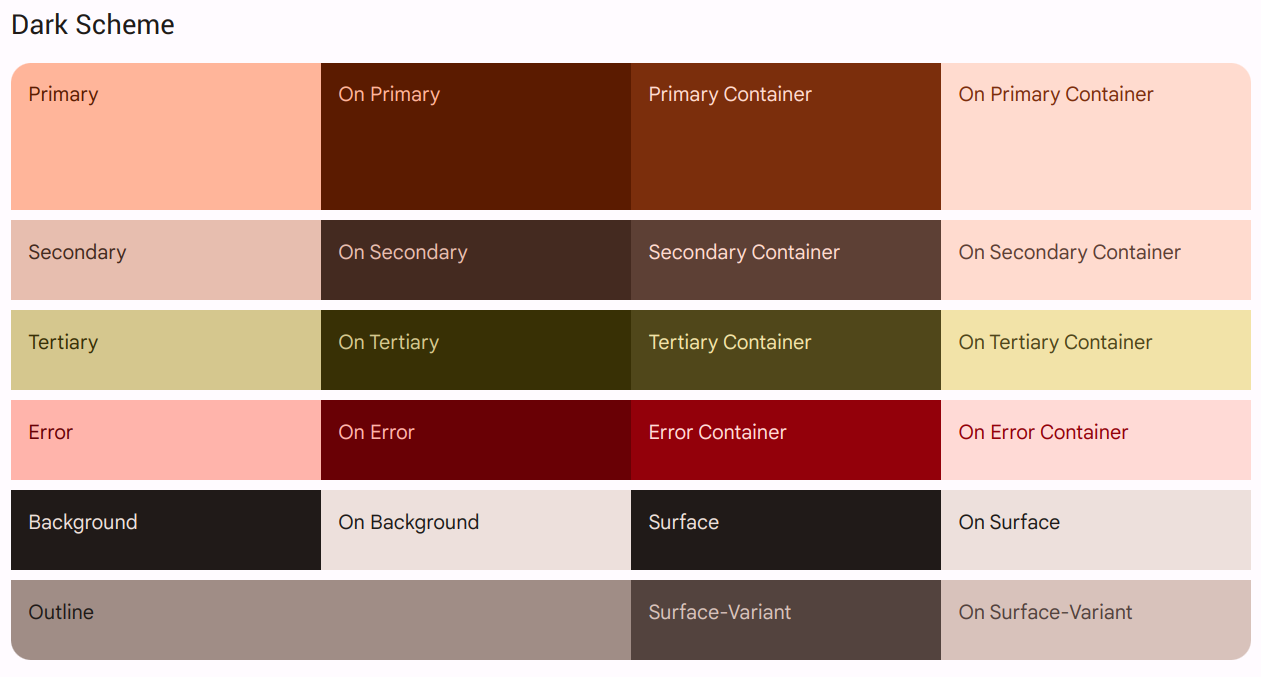 Dark Scheme
Primary
On Primary
Primary Container
On Primary Container
Secondary
On Secondary
Secondary Container
On Secondary Container
Tertiary
On Tertiary
Tertiary Container
On Tertiary Container
Error
On Error
Error Container
On Error Container
Background
On Background
Surface
On Surface
Outline
Surface-Variant
On Surface-Variant